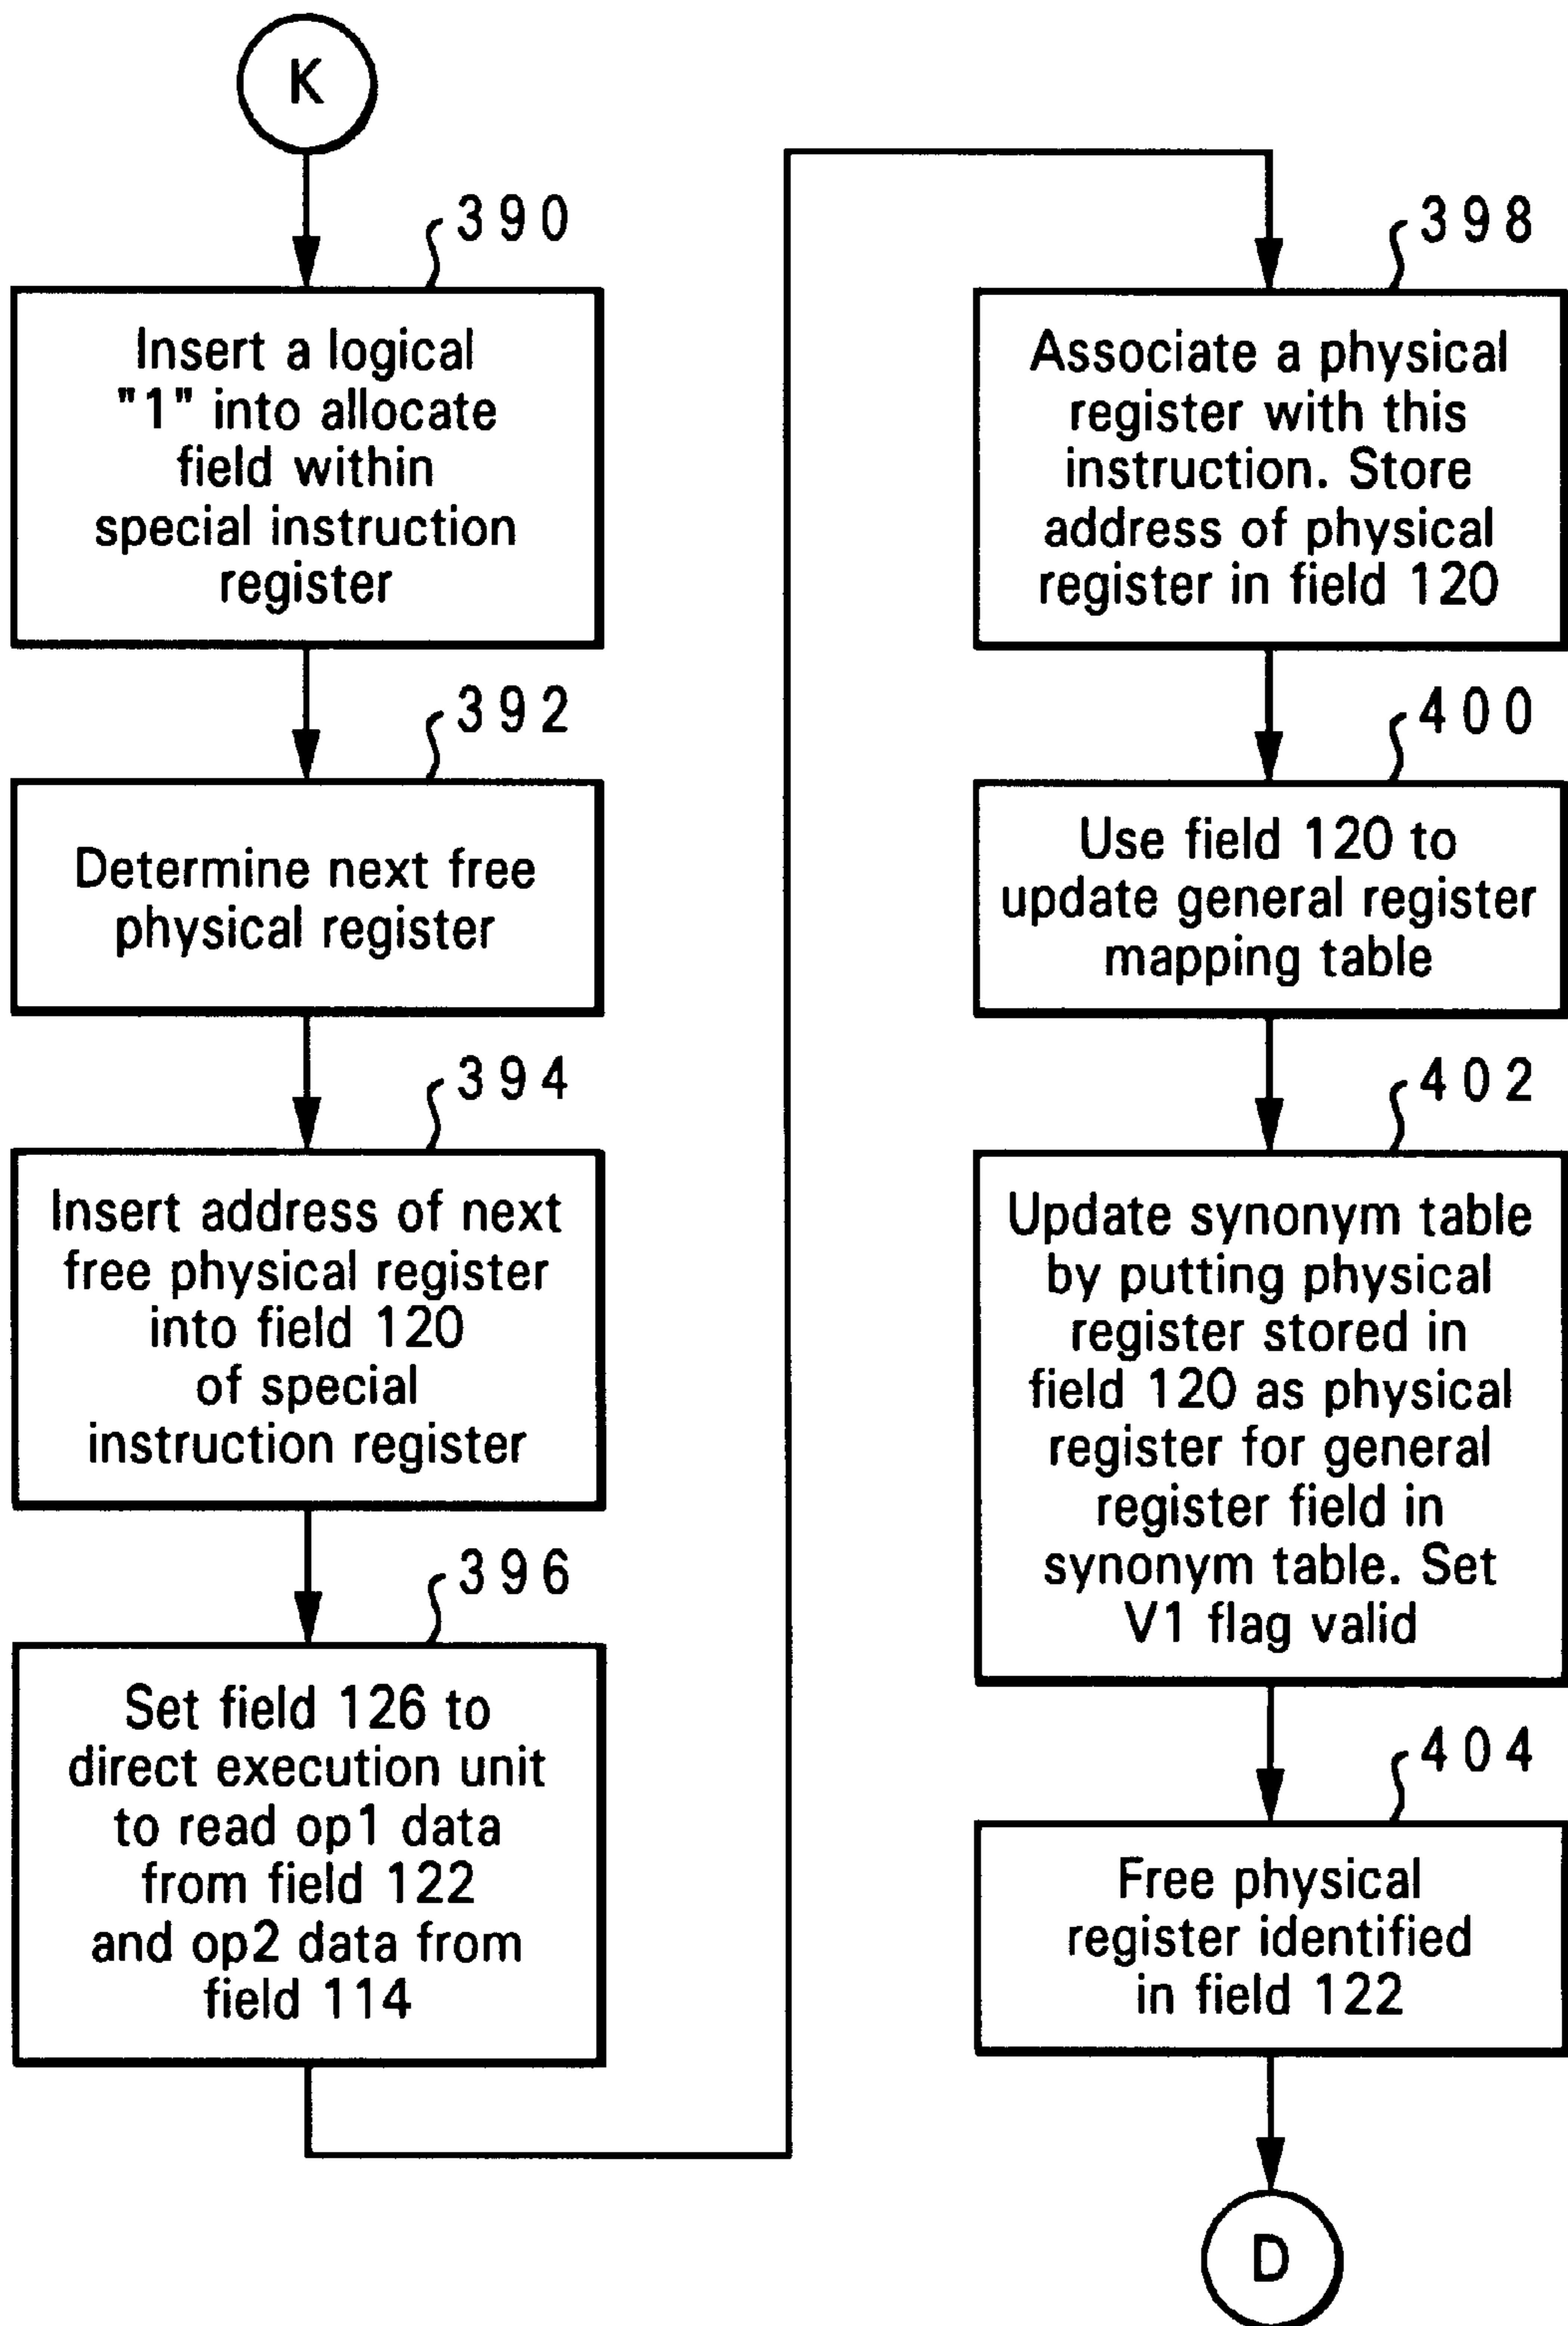 K
390
Insert a logical
"1" into allocate
field within
special instruction
register
392
Determine next free
physical register
394
Insert address of next
free physical register
into field 120
of special
instruction register
396
Set field 126 to
direct execution unit
to read op1 data
from field 122
and op2 data from
field 114
398
Associate a physical
register with this
instruction. Store
address of physical
register in field 120
400
Use field 120 to
update general register
mapping table
402
Update synonym table
by putting physical
register stored in
field 120 as physical
register for general
register field in
synonym table. Set
V1 flag valid
404
Free physical
register identified
in field 122
D